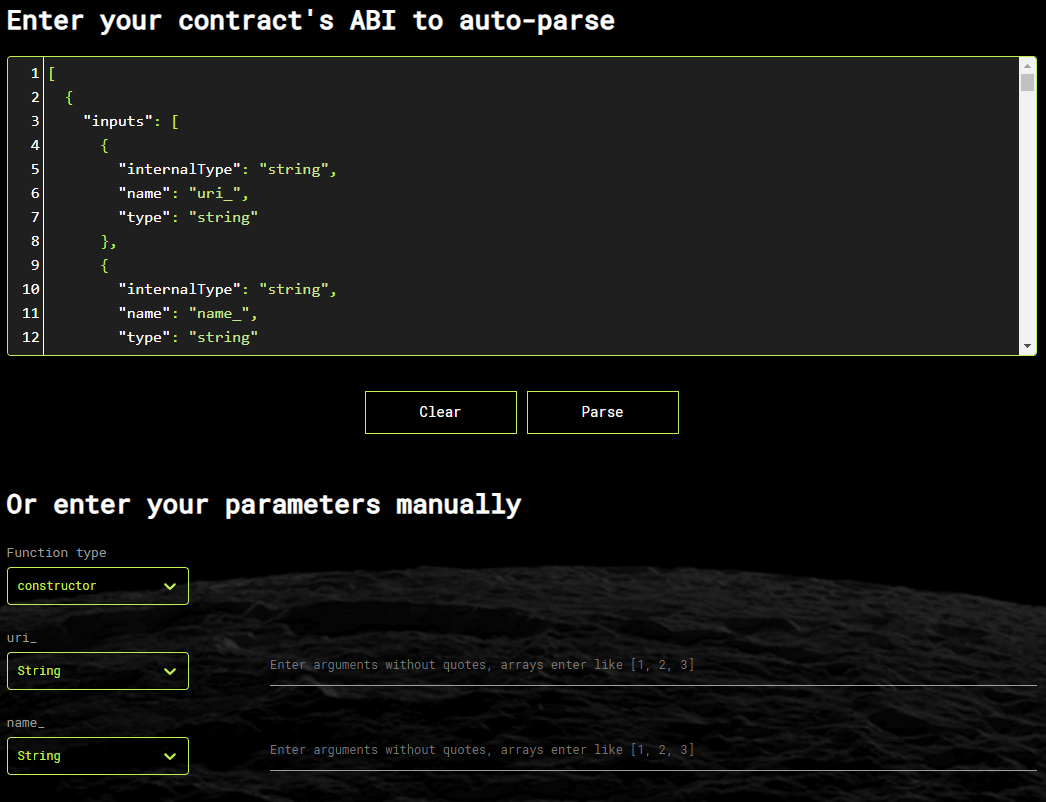 Enter your contract's ABI to auto-parse
1 [
2 {
3 "inputs": [
4 {
5 "internalType": "string",
6 "name": "uri_",
7 "type": "string"
8 },
9 {
10 "internalType": "string",
11 "name": "name_",
12 "type": "string"
Clear Parse
Or enter your parameters manually
Function type
constructor
uri_
String Enter arguments without quotes, arrays enter like [1, 2, 3]
name_
String Enter arguments without quotes, arrays enter like [1, 2, 3]